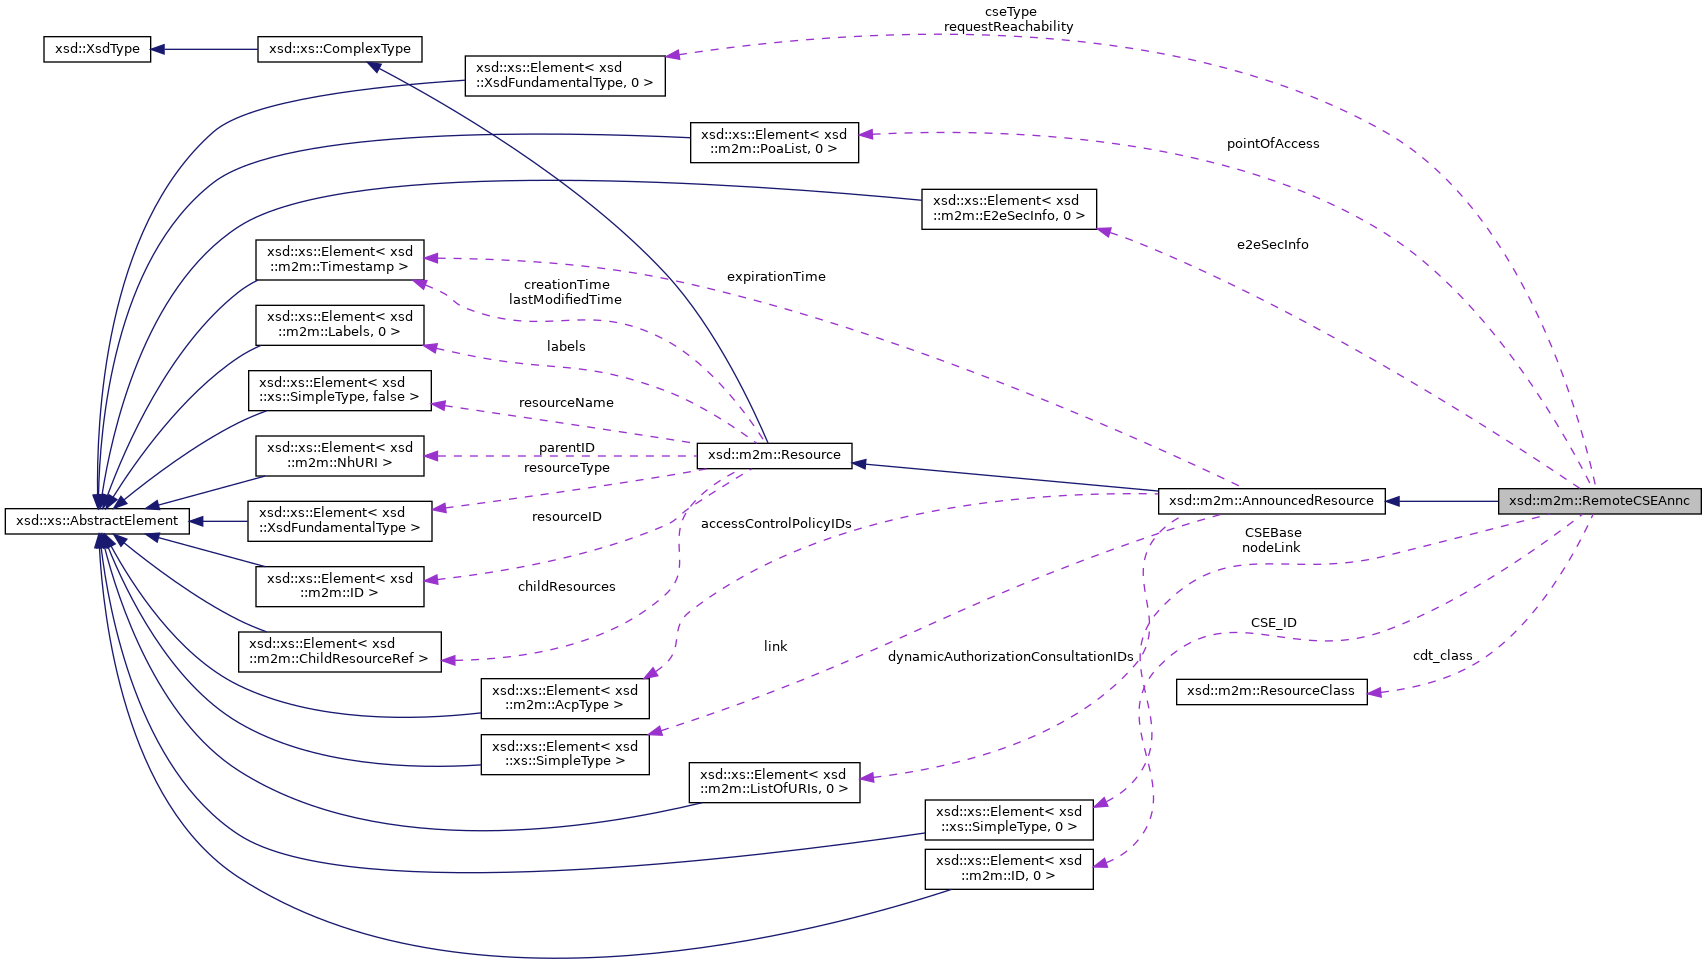 cseType
requestReachability
xsd::XsdType
xsd::xs::ComplexType
xsd::xs::Element< xsd
::XsdFundamentalType, 0 >
xsd::xs::Element< xsd
::m2m::PoaList, 0 >
pointOfAccess
xsd::xs::Element< xsd
::m2m::E2eSecInfo, 0 >
e2eSecInfo
xsd::xs::Element< xsd
::m2m::Timestamp >
expirationTime
creationTime
lastModifiedTime
xsd::xs::Element< xsd
::m2m::Labels, 0 >
labels
xsd::xs::Element< xsd
::xs::SimpleType, false >
resourceName
xsd::xs::Element< xsd
::m2m::NhURI >
parentID
resourceType
xsd::m2m::Resource
xsd::m2m::AnnouncedResource
xsd::m2m::RemoteCSEAnnc
xsd::xs::AbstractElement
xsd::xs::Element< xsd
::XsdFundamentalType >
resourceID
accessControlPolicyIDs
CSEBase
nodeLink
xsd::xs::Element< xsd
::m2m::ID >
childResources
CSE_ID
xsd::xs::Element< xsd
::m2m::ChildResourceRef >
link
dynamicAuthorizationConsultationIDs
cdt_class
xsd::xs::Element< xsd
::m2m::AcpType >
xsd::m2m::ResourceClass
xsd::xs::Element< xsd
::xs::SimpleType >
xsd::xs::Element< xsd
::m2m::ListOfURIs, 0 >
xsd::xs::Element< xsd
::xs::SimpleType, 0 >
xsd::xs::Element< xsd
::m2m::ID, 0 >